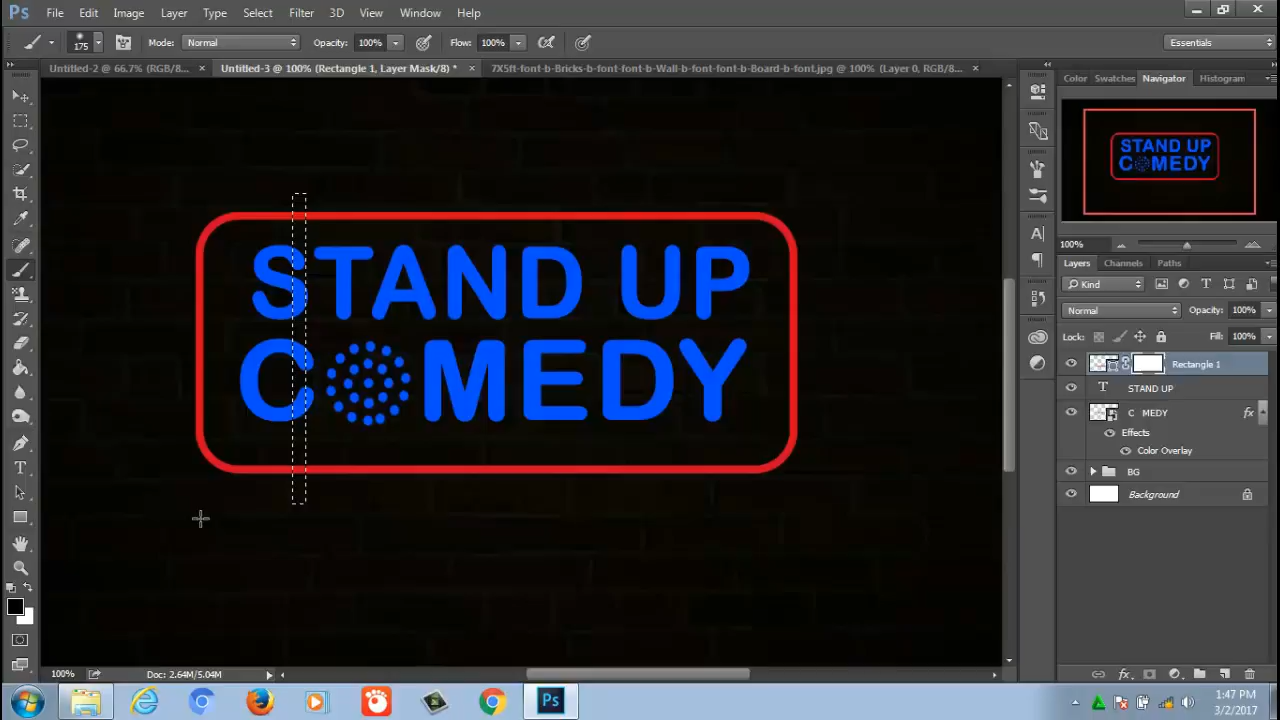 Ps File Edit Image Layer Type Select Filter 3D View Window Help
175 Mode: Normal Opacity: 100% Flow: 100% Essentials
Untitled-2 @ 66.7% (RGB/8... × Untitled-3 @ 100% (Rectangle 1, Layer Mask/8) * × 7X5ft-font-b-Bricks-b-font-font-b-Wall-b-font-font-b-Board-b-font.jpg @ 100% (Layer 0, RGB/8... ×
Color Swatches Navigator Histogram
STAND UP
C MEDY
100%
Layers Channels Paths
Kind
Normal Opacity: 100%
Lock: Fill: 100%
Rectangle 1
T STAND UP
C MEDY fx
Effects
Color Overlay
BG
Background
STAND UP
C MEDY
100% Doc: 2.64M/5.04M
Ps
1:47 PM
3/2/2017